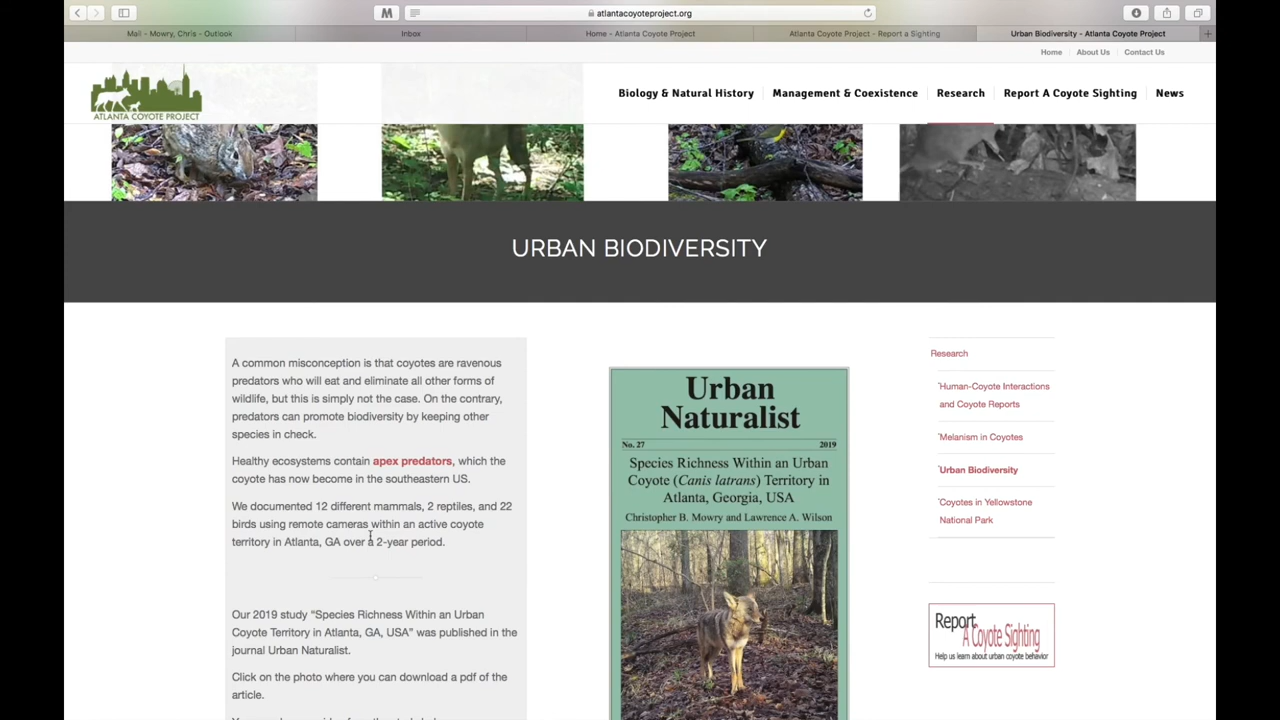 atlantacoyoteproject.org
Mail - Mowry, Chris - Outlook
Inbox
Home - Atlanta Coyote Project
Atlanta Coyote Project - Report a Sighting
Urban Biodiversity - Atlanta Coyote Project
Home
About Us
Contact Us
ATLANTA COYOTE PROJECT
Biology & Natural History
Management & Coexistence
Research
Report A Coyote Sighting
News
URBAN BIODIVERSITY
A common misconception is that coyotes are ravenous
predators who will eat and eliminate all other forms of
wildlife, but this is simply not the case. On the contrary,
predators can promote biodiversity by keeping other
species in check.
Healthy ecosystems contain apex predators, which the
coyote has now become in the southeastern US.
We documented 12 different mammals, 2 reptiles, and 22
birds using remote cameras within an active coyote
territory in Atlanta, GA over a 2-year period.
Our 2019 study “Species Richness Within an Urban
Coyote Territory in Atlanta, GA, USA” was published in the
journal Urban Naturalist.
Click on the photo where you can download a pdf of the
article.
Urban
Naturalist
No. 27 2019
Species Richness Within an Urban
Coyote (Canis latrans) Territory in
Atlanta, Georgia, USA
Christopher B. Mowry and Lawrence A. Wilson
Research
Human-Coyote Interactions
and Coyote Reports
Melanism in Coyotes
Urban Biodiversity
Coyotes in Yellowstone
National Park
Report
A Coyote Sighting
Help us learn about urban coyote behavior